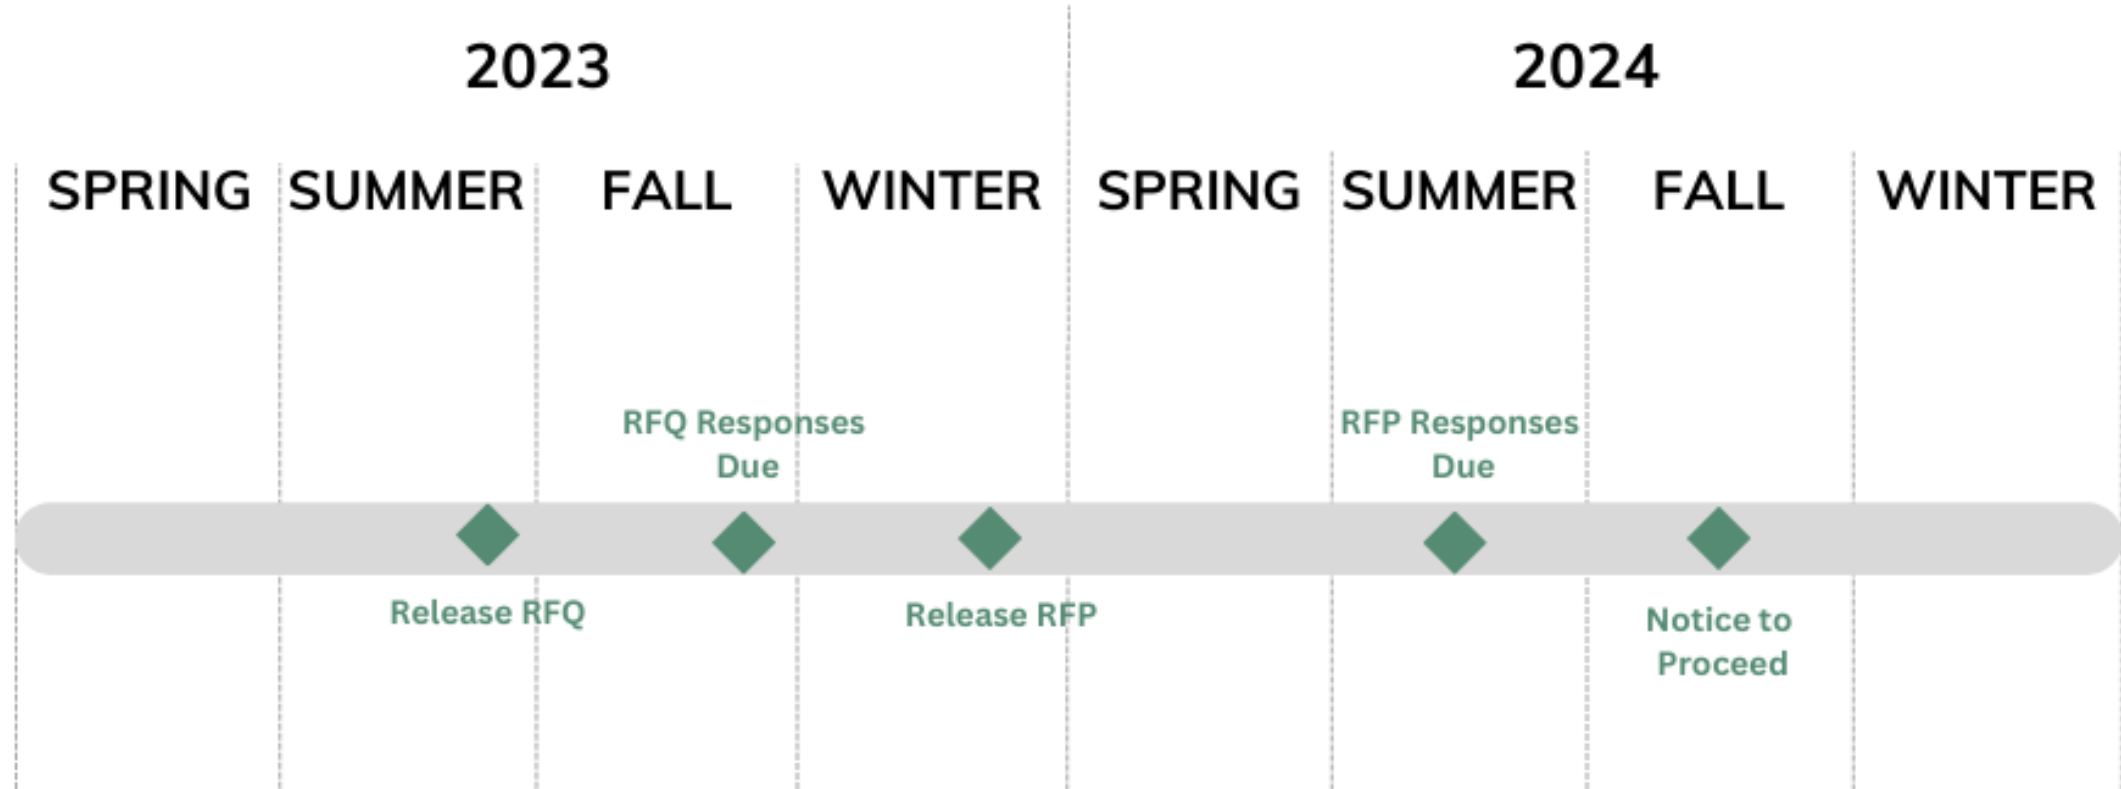 2023 2024
SPRING SUMMER FALL WINTER SPRING SUMMER FALL WINTER
RFQ Responses
Due
RFP Responses
Due
Release RFQ
Release RFP
Notice to
Proceed